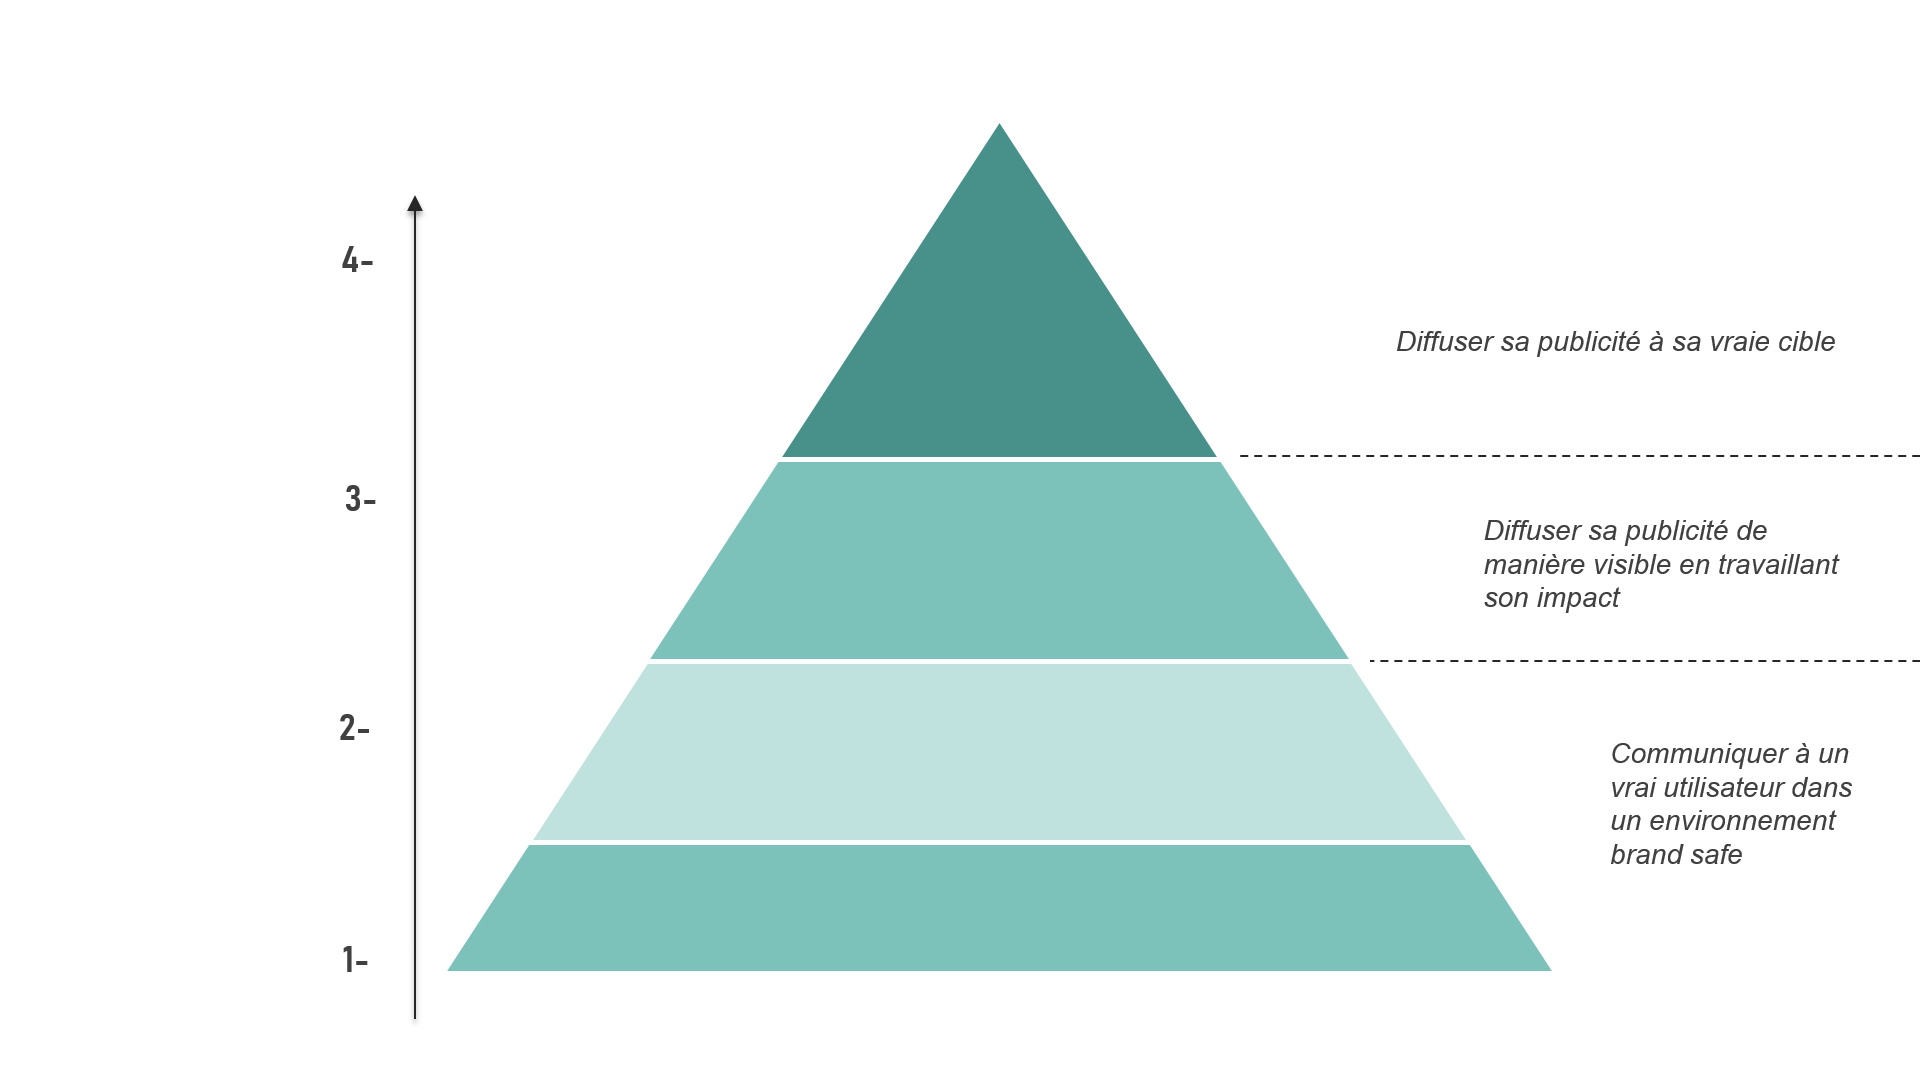 4-
Diffuser sa publicité à sa vraie cible
3-
Diffuser sa publicité de
manière visible en travaillant
son impact
2-
Communiquer à un
vrai utilisateur dans
un environnement
brand safe
1-